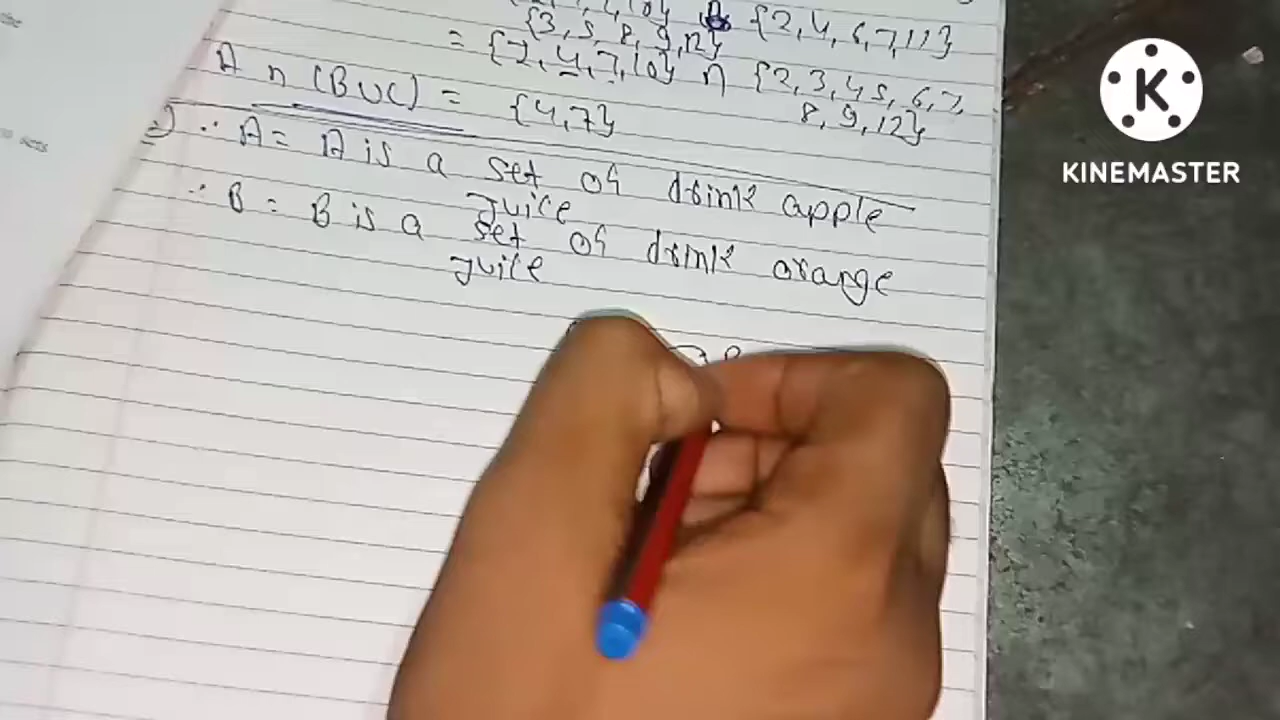 {3, 5, 8, 9, 12} {2, 4, 6, 7, 11}
= {2, 4, 7, 10} ∩ {2, 3, 4 5, 6, 7,
8, 9, 12}
A ∩ (B ∪ C) = {4, 7}
∴ A = A is a set of drink apple
Juice
∴ B = B is a set of drink orange
Juice
K
KINEMASTER